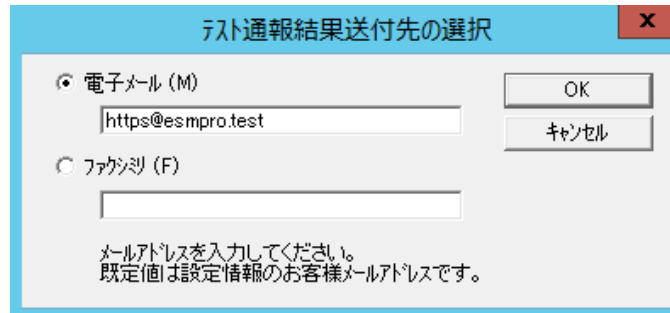 ﾃｽﾄ通報結果送付先の選択
x
電子ﾒｰﾙ (M)
OK
https@esmpro.test
ｷｬﾝｾﾙ
ﾌｧｸｼﾐﾘ (F)
ﾒｰﾙｱﾄﾞﾚｽを入力してください。
既定値は設定情報のお客様ﾒｰﾙｱﾄﾞﾚｽです。